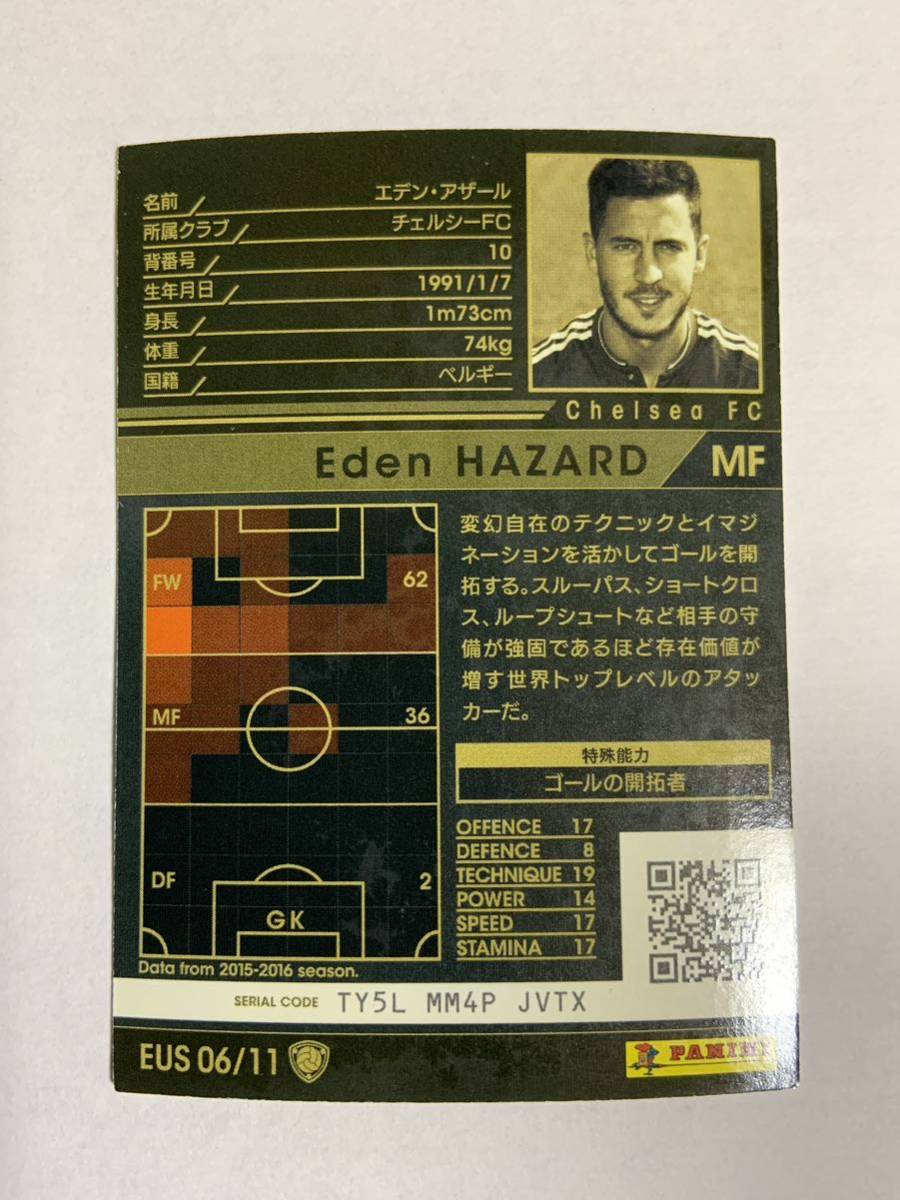 名前 エデン・アザール
所属クラブ チェルシーFC
背番号 10
生年月日 1991/1/7
身長 1m73cm
体重 74kg
国籍 ベルギー
Chelsea FC
Eden HAZARD MF
FW 62
MF 36
DF 2
GK
Data from 2015-2016 season.
変幻自在のテクニックとイマジ
ネーションを活かしてゴールを開
拓する。スルーパス、ショートクロ
ス、ループシュートなど相手の守
備が強固であるほど存在価値が
増す世界トップレベルのアタッ
カーだ。
特殊能力
ゴールの開拓者
OFFENCE 17
DEFENCE 8
TECHNIQUE 19
POWER 14
SPEED 17
STAMINA 17
SERIAL CODE TY5L MM4P JVTX
EUS 06/11
PANINI